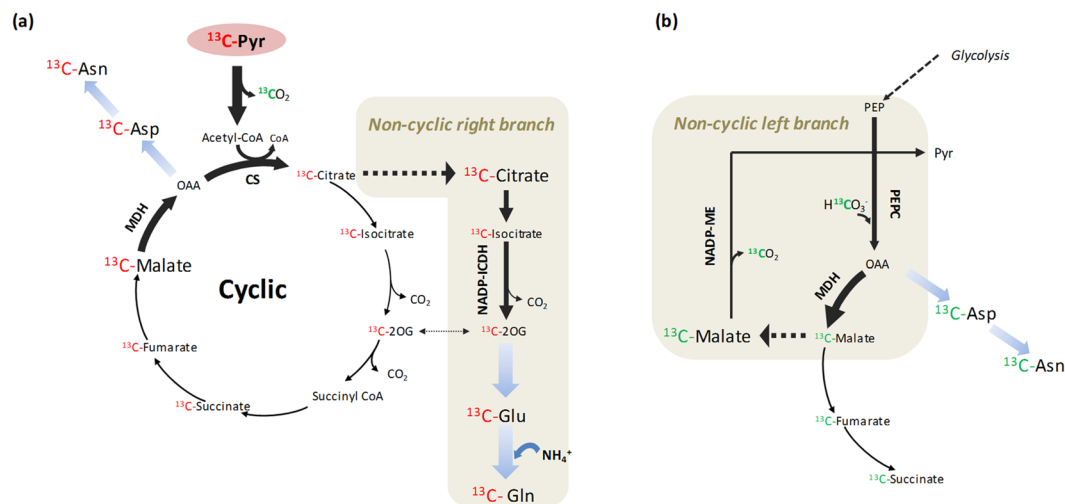 (a)
¹³C-Pyr
¹³CO₂
Acetyl-CoA
CoA
CS
OAA
¹³C-Asp
¹³C-Asn
MDH
¹³C-Malate
Cyclic
¹³C-Citrate
¹³C-Isocitrate
CO₂
¹³C-2OG
CO₂
Succinyl CoA
¹³C-Succinate
¹³C-Fumarate
Non-cyclic right branch
¹³C-Citrate
¹³C-Isocitrate
NADP-ICDH
CO₂
¹³C-2OG
¹³C-Glu
NH₄⁺
¹³C- Gln
(b)
Glycolysis
Non-cyclic left branch
PEP
Pyr
PEPC
H¹³CO₃⁻
NADP-ME
¹³CO₂
OAA
MDH
¹³C-Asp
¹³C-Asn
¹³C-Malate
¹³C-Malate
¹³C-Fumarate
¹³C-Succinate